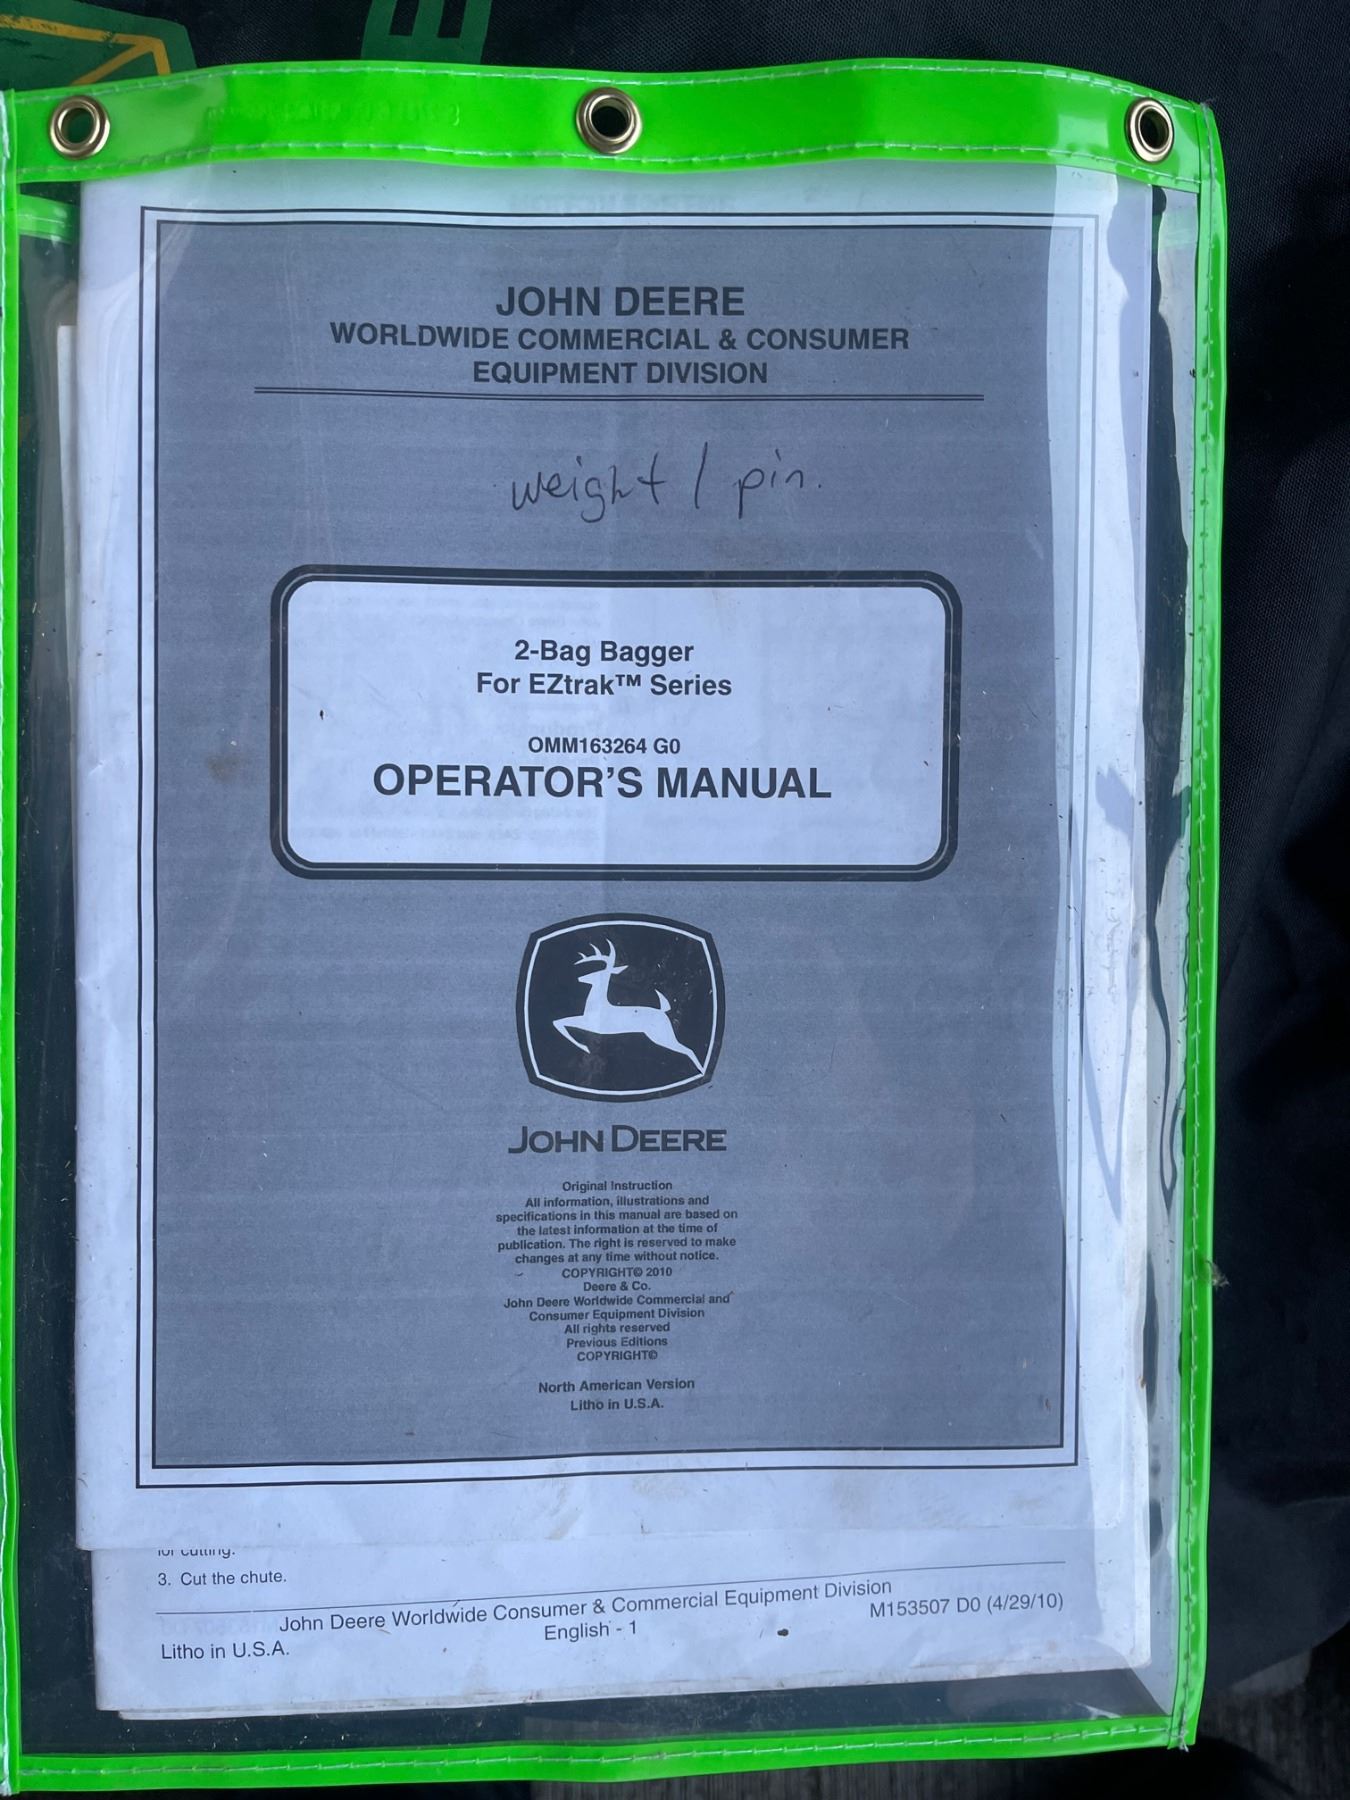 JOHN DEERE
WORLDWIDE COMMERCIAL & CONSUMER
EQUIPMENT DIVISION
weight / pin.
2-Bag Bagger
For EZtrak™ Series
OMM163264 G0
OPERATOR'S MANUAL
JOHN DEERE
Original Instruction
All information, illustrations and
specifications in this manual are based on
the latest information at the time of
publication. The right is reserved to make
changes at any time without notice.
COPYRIGHT© 2010
Deere & Co.
John Deere Worldwide Commercial and
Consumer Equipment Division
All rights reserved
Previous Editions
COPYRIGHT©
North American Version
Litho in U.S.A.
for cutting.
3. Cut the chute.
John Deere Worldwide Consumer & Commercial Equipment Division
English - 1
M153507 D0 (4/29/10)
Litho in U.S.A.